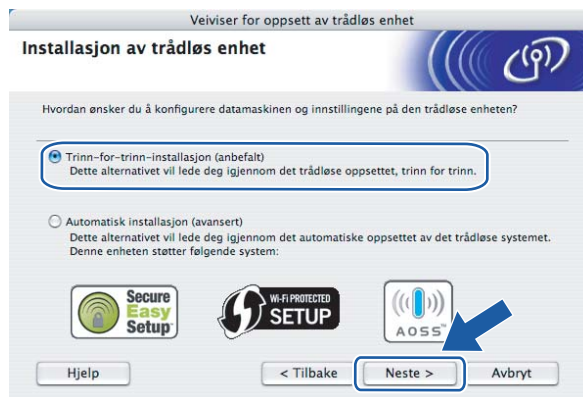 Veiviser for oppsett av trådløs enhet
Installasjon av trådløs enhet
Hvordan ønsker du å konfigurere datamaskinen og innstillingene på den trådløse enheten?
Trinn-for-trinn-installasjon (anbefalt)
Dette alternativet vil lede deg igjennom det trådløse oppsettet, trinn for trinn.
Automatisk installasjon (avansert)
Dette alternativet vil lede deg igjennom det automatiske oppsettet av det trådløse systemet.
Denne enheten støtter følgende system:
Secure
Easy
Setup
WI-FI PROTECTED
SETUP
AOSS™
Hjelp
< Tilbake
Neste >
Avbryt